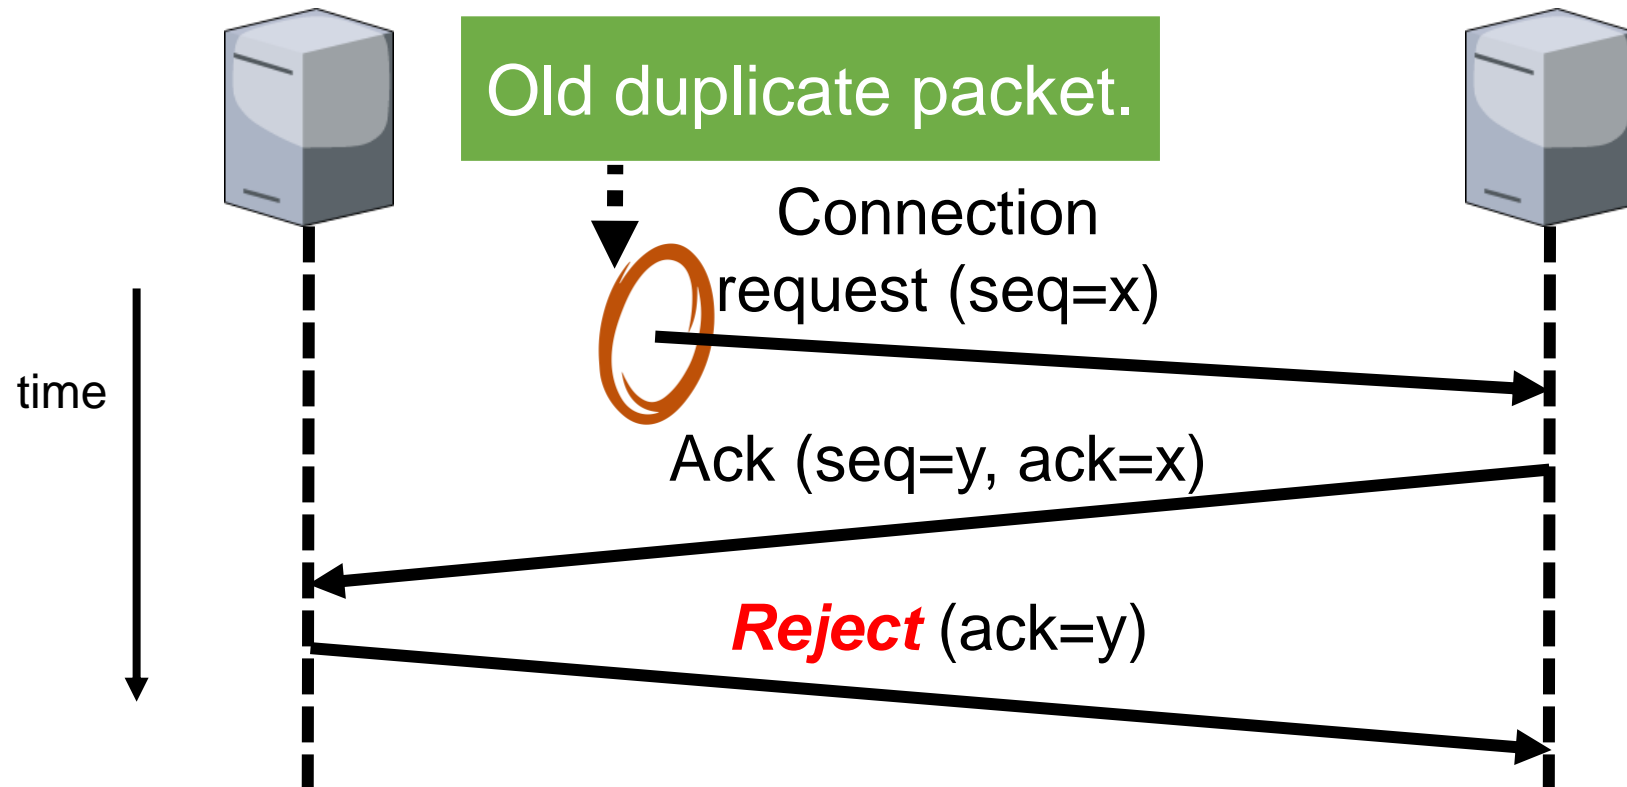 Old duplicate packet.
Connection
request (seq=x)
time
Ack (seq=y, ack=x)
Reject (ack=y)